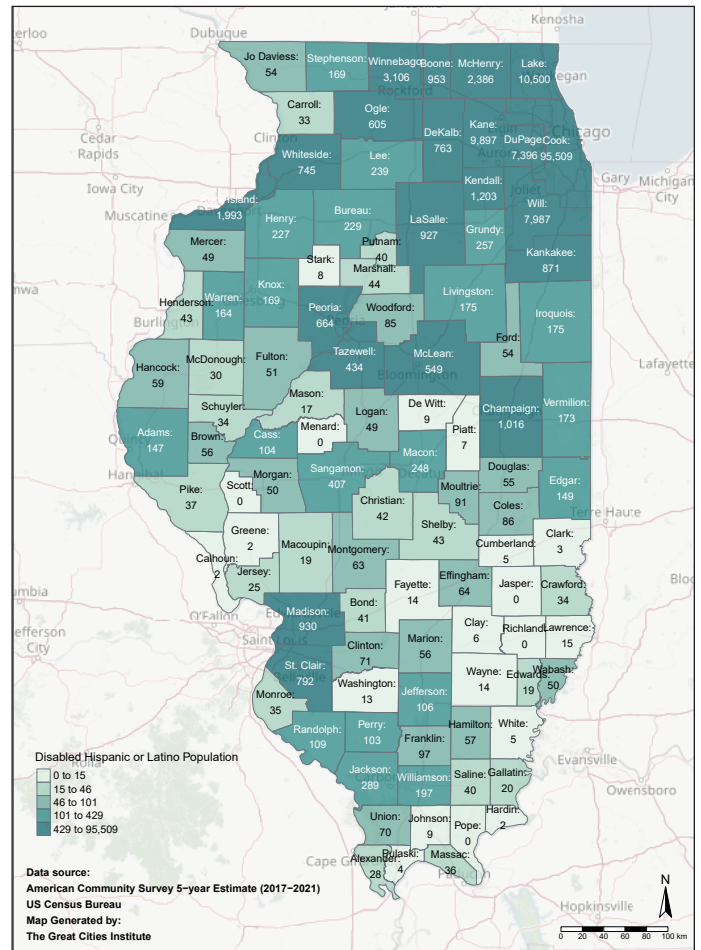 Kenosha
Dubuque
Jo Daviess:
54
Stephenson:
169
Winnebago:
3,106
Boone:
953
McHenry:
2,386
Lake:
10,500
Rockford
Carroll:
33
Ogle:
605
DeKalb:
763
Kane:
9,897
DuPage:
7,396
Cook:
95,509
Chicago
Cedar
Rapids
Whiteside:
745
Lee:
239
Kendall:
1,203
Joliet
Will:
7,987
Gary
Michigan
City
Iowa City
Muscatine
Island:
1,993
Henry:
227
Bureau:
229
LaSalle:
927
Grundy:
257
Kankakee:
871
Mercer:
49
Putnam:
40
Stark:
8
Marshall:
44
Henderson:
43
Warren:
164
Knox:
169
Peoria:
664
Woodford:
85
Livingston:
175
Iroquois:
175
Ford:
54
Burlington
Lafayette
Hancock:
59
McDonough:
30
Fulton:
51
Tazewell:
434
McLean:
549
Bloomington
Mason:
17
Schuyler:
34
Logan:
49
De Witt:
9
Piatt:
7
Champaign:
1,016
Vermilion:
173
Adams:
147
Quincy
Brown:
56
Cass:
104
Menard:
0
Macon:
248
Hannibal
Pike:
37
Scott:
0
Morgan:
50
Sangamon:
407
Christian:
42
Moultrie:
91
Douglas:
55
Coles:
86
Edgar:
149
Terre Haute
Greene:
2
Macoupin:
19
Montgomery:
63
Shelby:
43
Cumberland:
5
Clark:
3
Calhoun:
2
Jersey:
25
Fayette:
14
Effingham:
64
Jasper:
0
Crawford:
34
O'Fallon
Madison:
930
Bond:
41
Clay:
6
Richland:
0
Lawrence:
15
Jefferson
City
Saint Louis
St. Clair:
792
Clinton:
71
Marion:
56
Wayne:
14
Edwards:
19
Wabash:
50
Monroe:
35
Washington:
13
Jefferson:
106
Randolph:
109
Perry:
103
Franklin:
97
Hamilton:
57
White:
5
Evansville
Owensboro
Jackson:
289
Williamson:
197
Saline:
40
Gallatin:
20
Union:
70
Johnson:
9
Pope:
0
Hardin:
2
Alexander:
28
Pulaski:
4
Massac:
36
Hopkinsville
Disabled Hispanic or Latino Population
0 to 15
15 to 46
46 to 101
101 to 429
429 to 95,509
Data source:
American Community Survey 5−year Estimate (2017−2021)
US Census Bureau
Map Generated by:
The Great Cities Institute
N
0 20 40 60 80 100 km